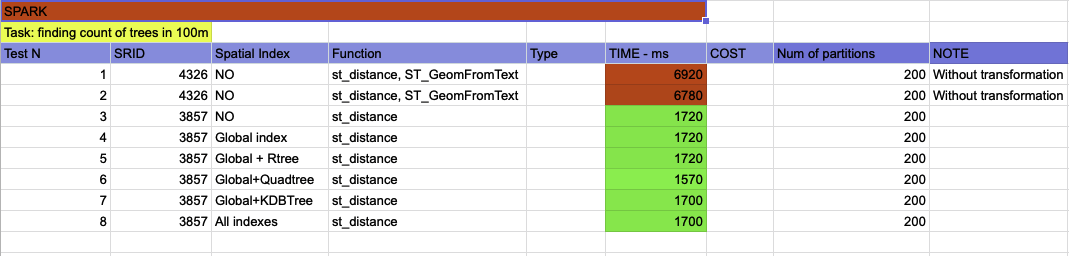 SPARK
Task: finding count of trees in 100m
Test N SRID Spatial Index Function Type TIME - ms COST Num of partitions NOTE
1 4326 NO st_distance, ST_GeomFromText 6920 200 Without transformation
2 4326 NO st_distance, ST_GeomFromText 6780 200 Without transformation
3 3857 NO st_distance 1720 200
4 3857 Global index st_distance 1720 200
5 3857 Global + Rtree st_distance 1720 200
6 3857 Global+Quadtree st_distance 1570 200
7 3857 Global+KDBTree st_distance 1700 200
8 3857 All indexes st_distance 1700 200